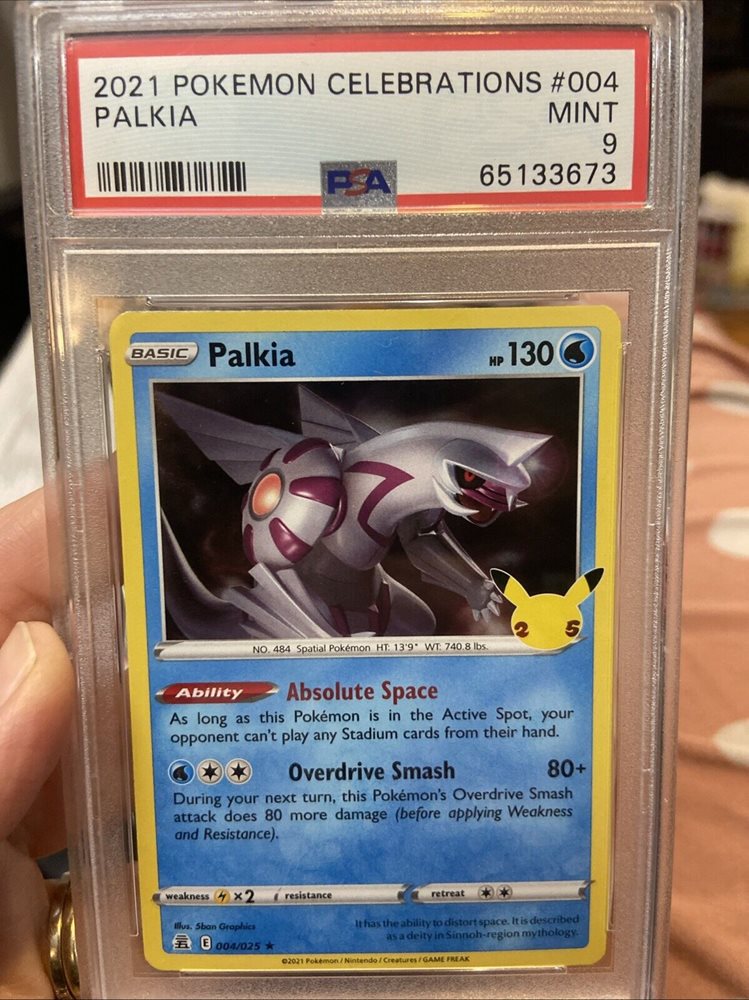 2021 POKEMON CELEBRATIONS #004
PALKIA MINT
9
PSA 65133673
BASIC Palkia HP 130
NO. 484 Spatial Pokémon HT: 13'9" WT: 740.8 lbs.
25
Ability Absolute Space
As long as this Pokémon is in the Active Spot, your
opponent can't play any Stadium cards from their hand.
Overdrive Smash 80+
During your next turn, this Pokémon's Overdrive Smash
attack does 80 more damage (before applying Weakness
and Resistance).
weakness ×2 resistance retreat
Illus. 5ban Graphics
It has the ability to distort space. It is described
as a deity in Sinnoh-region mythology.
E 004/025 ★
©2021 Pokémon / Nintendo / Creatures / GAME FREAK